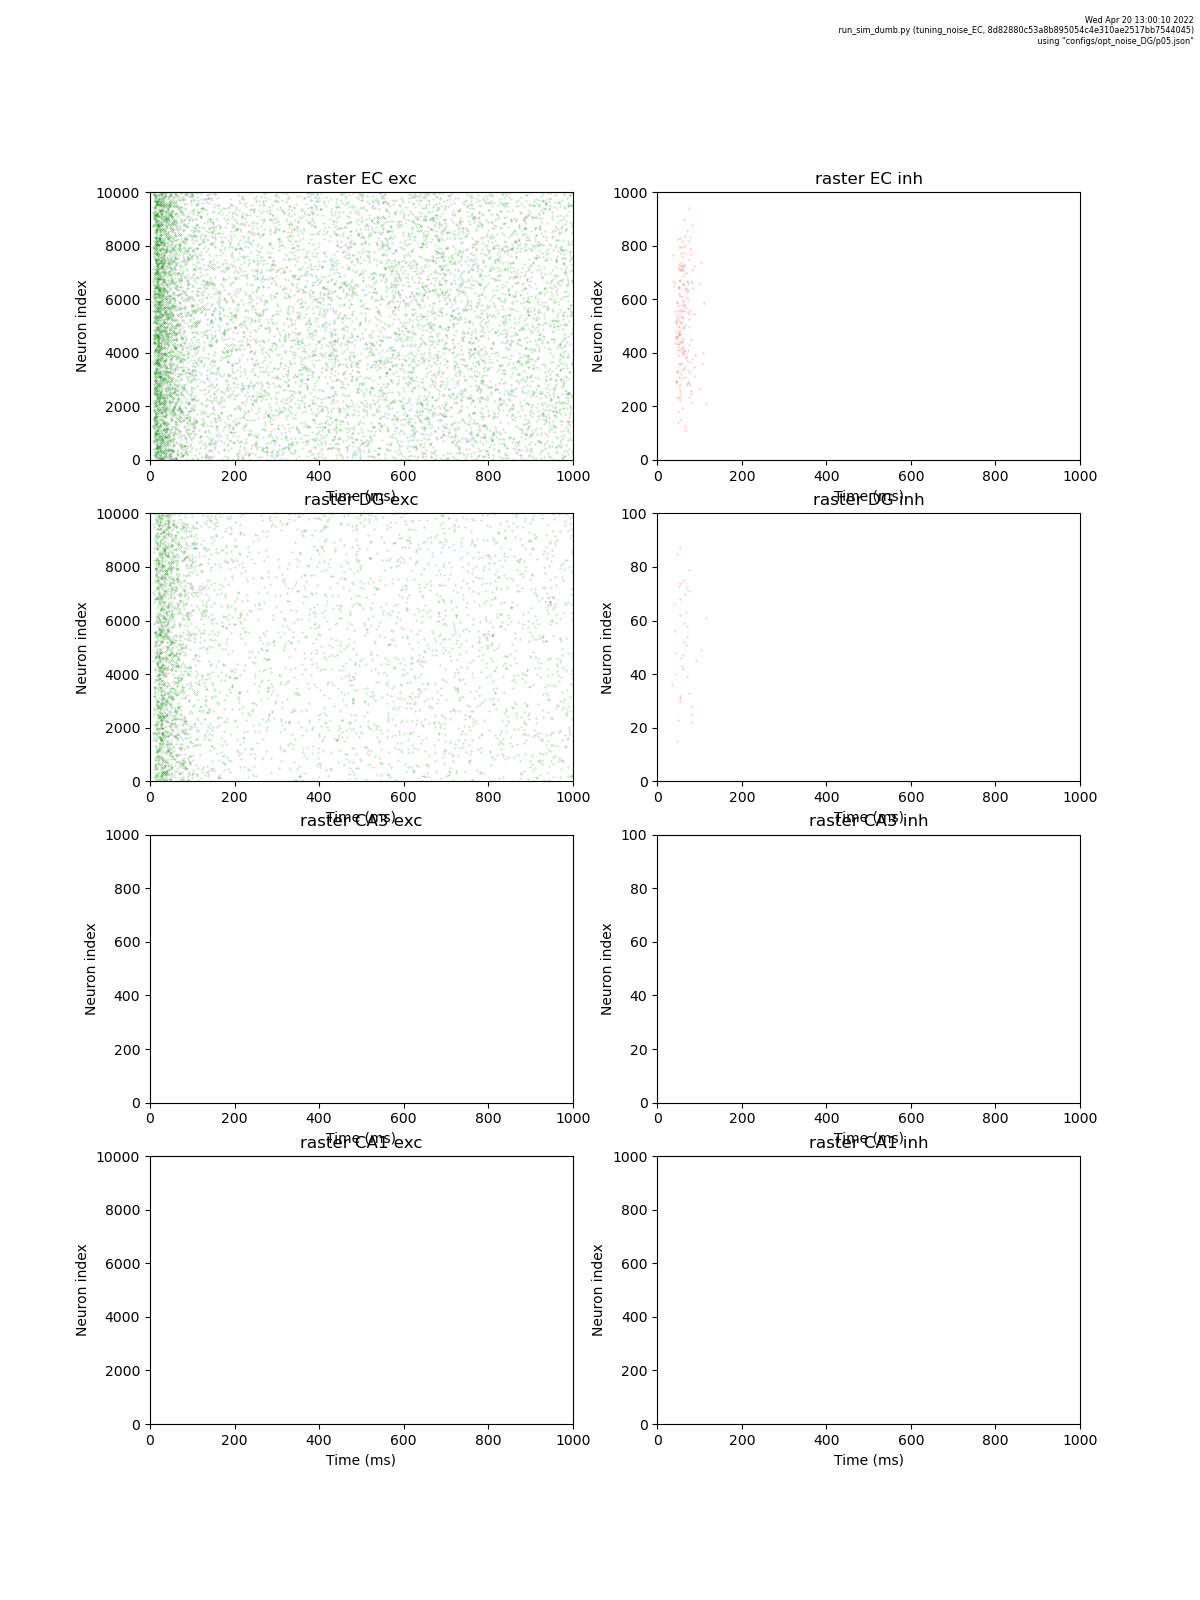 Wed Apr 20 13:00:10 2022
run_sim_dumb.py (tuning_noise_EC, 8d82880c53a8b895054c4e310ae2517bb7544045)
using "configs/opt_noise_DG/p05.json"
raster EC exc
10000
8000
6000
4000
2000
0
Neuron index
0 200 400 600 800 1000
Time (ms)
raster EC inh
1000
800
600
400
200
0
Neuron index
0 200 400 600 800 1000
Time (ms)
raster DG exc
10000
8000
6000
4000
2000
0
Neuron index
0 200 400 600 800 1000
Time (ms)
raster DG inh
100
80
60
40
20
0
Neuron index
0 200 400 600 800 1000
Time (ms)
raster CA3 exc
1000
800
600
400
200
0
Neuron index
0 200 400 600 800 1000
Time (ms)
raster CA3 inh
100
80
60
40
20
0
Neuron index
0 200 400 600 800 1000
Time (ms)
raster CA1 exc
10000
8000
6000
4000
2000
0
Neuron index
0 200 400 600 800 1000
Time (ms)
raster CA1 inh
1000
800
600
400
200
0
Neuron index
0 200 400 600 800 1000
Time (ms)